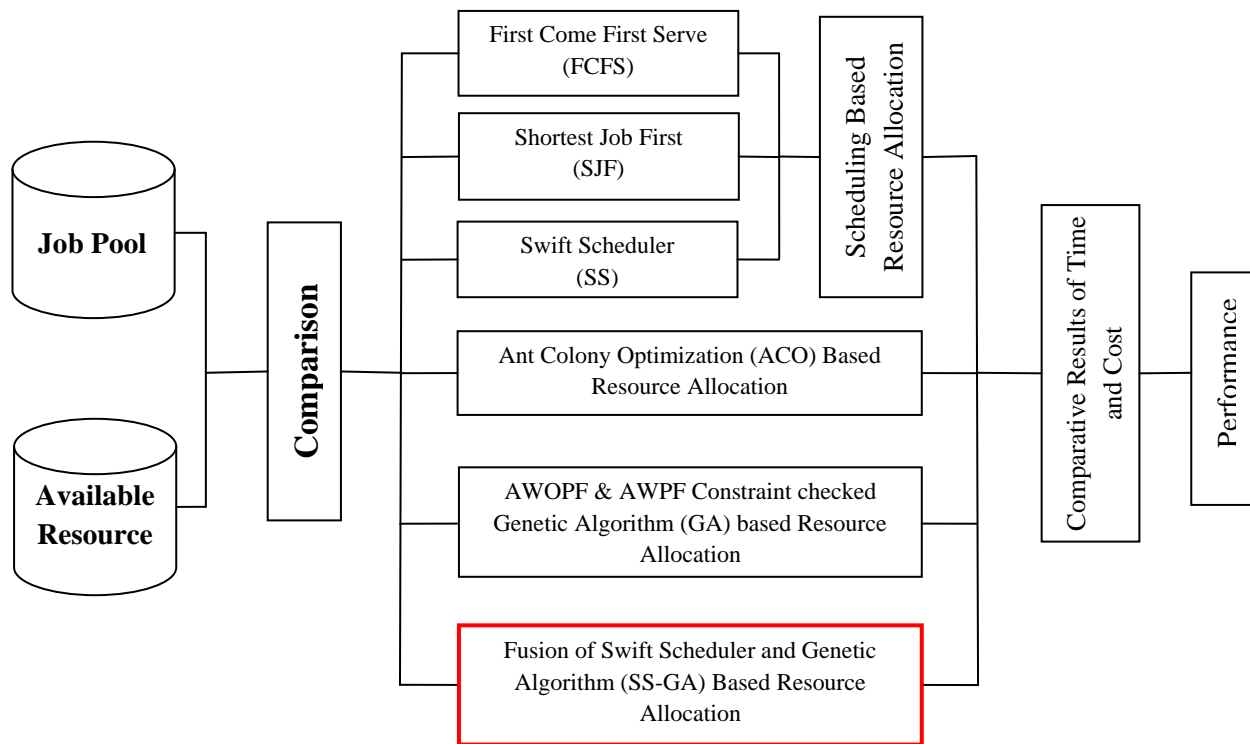 Job Pool
Available
Resource
Comparison
First Come First Serve
(FCFS)
Shortest Job First
(SJF)
Swift Scheduler
(SS)
Scheduling Based
Resource Allocation
Ant Colony Optimization (ACO) Based
Resource Allocation
AWOPF & AWPF Constraint checked
Genetic Algorithm (GA) based Resource
Allocation
Fusion of Swift Scheduler and Genetic
Algorithm (SS-GA) Based Resource
Allocation
Comparative Results of Time
and Cost
Performance